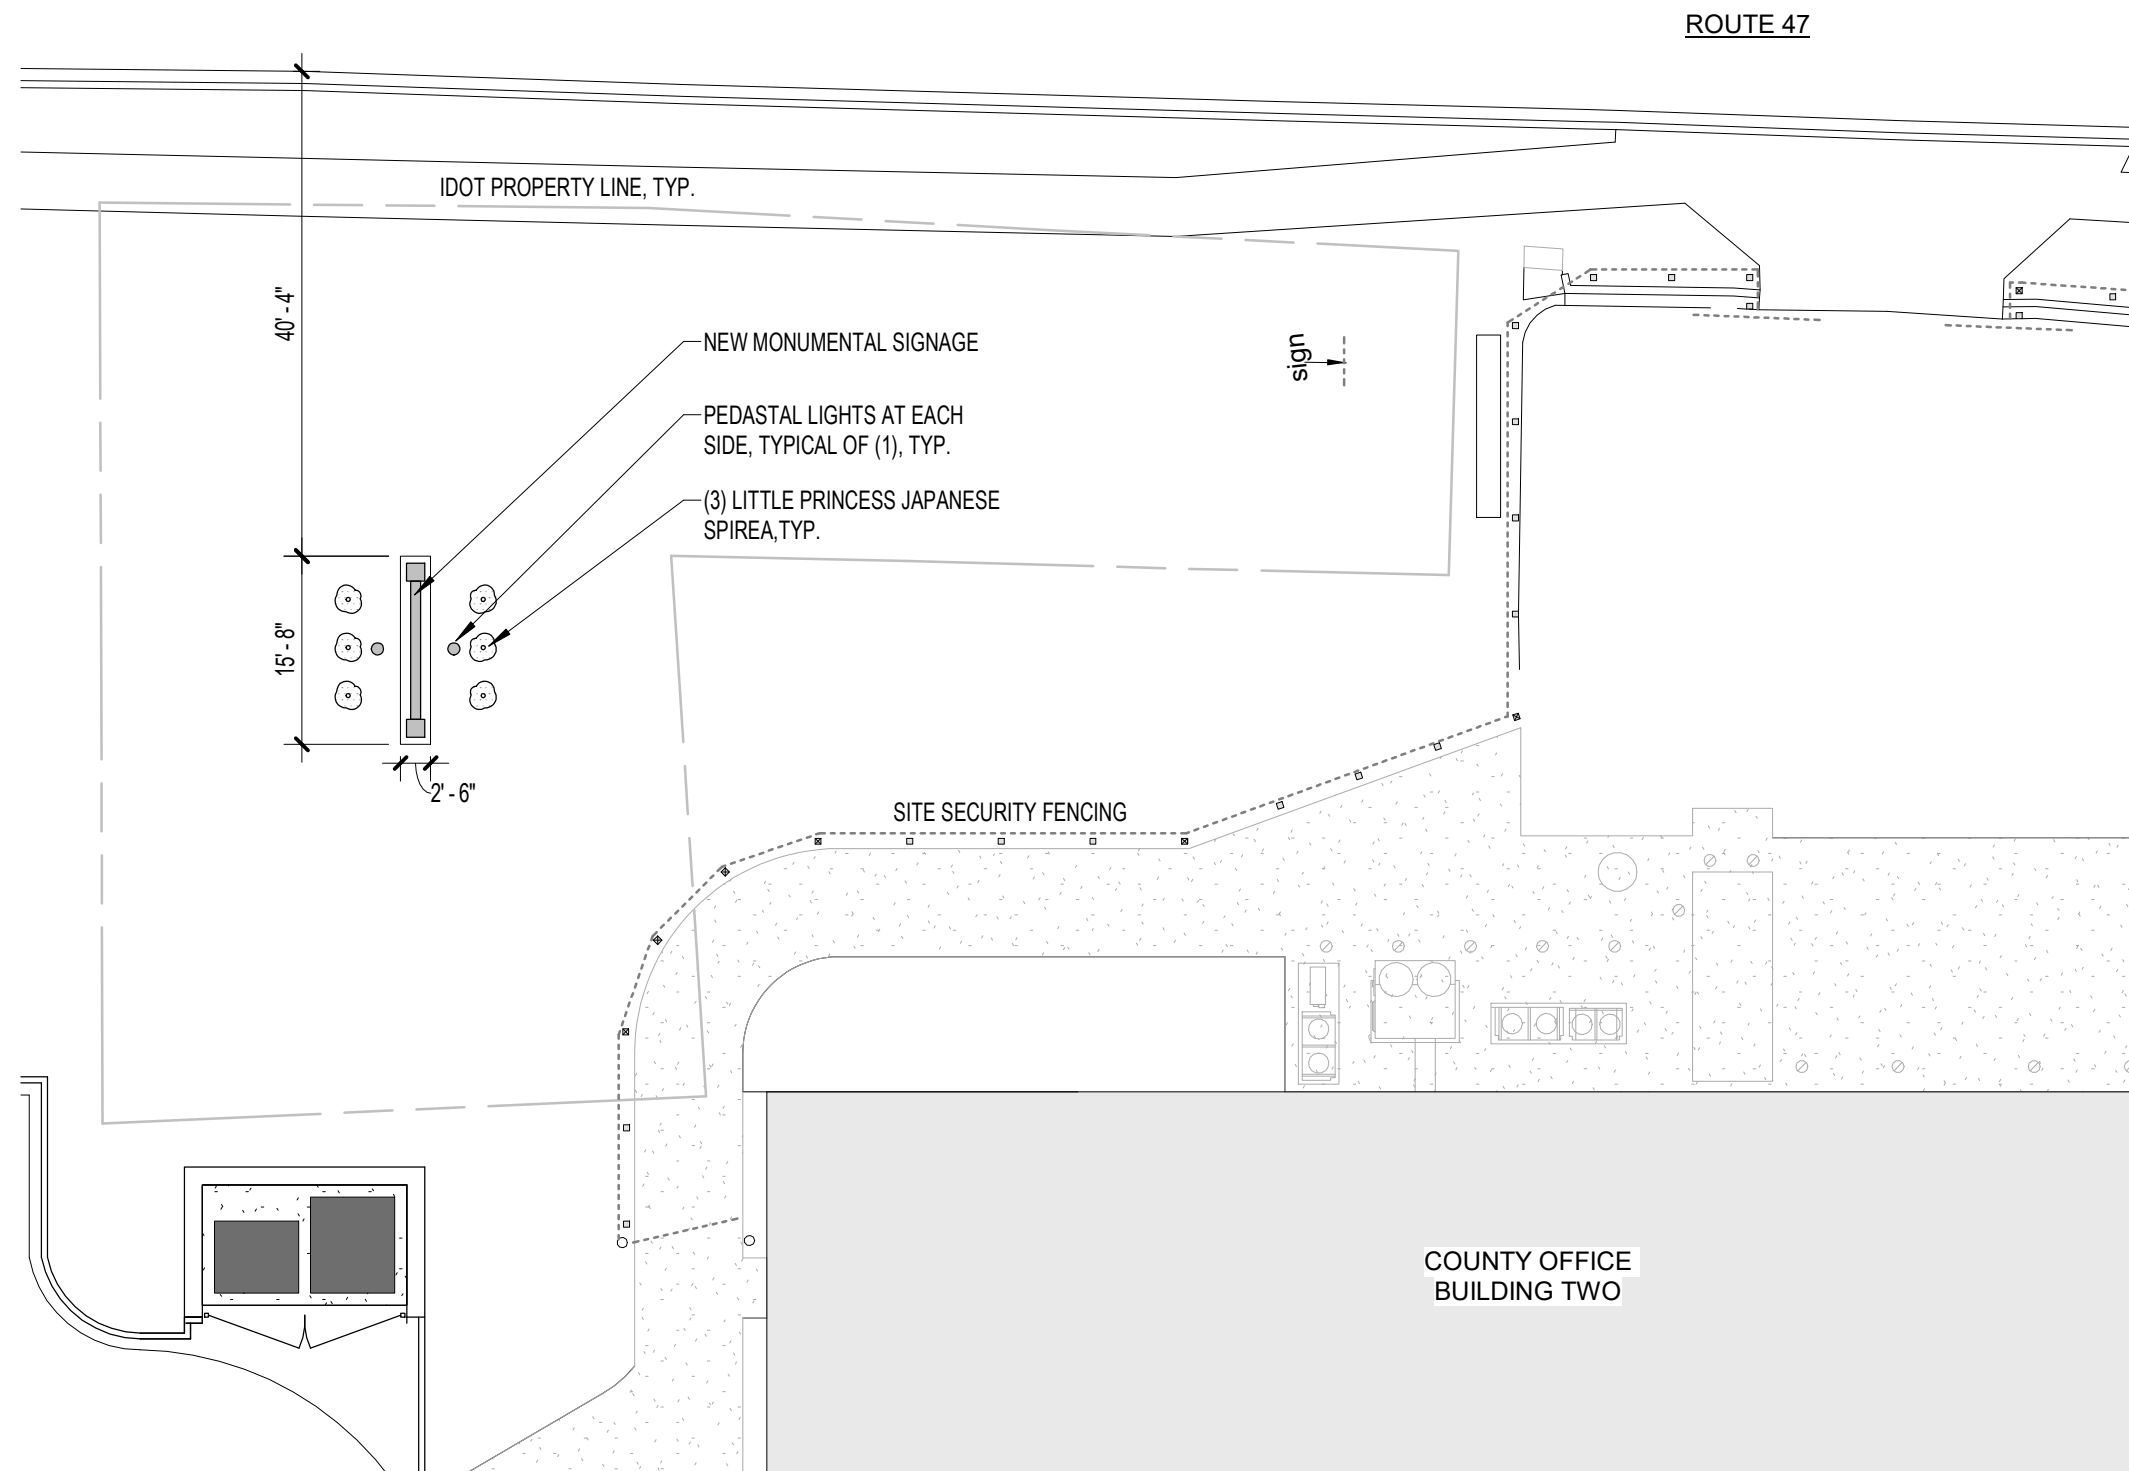 ROUTE 47
IDOT PROPERTY LINE, TYP.
40' - 4"
NEW MONUMENTAL SIGNAGE
sign
PEDASTAL LIGHTS AT EACH
SIDE, TYPICAL OF (1), TYP.
(3) LITTLE PRINCESS JAPANESE
SPIREA,TYP.
15' - 8"
2' - 6"
SITE SECURITY FENCING
COUNTY OFFICE
BUILDING TWO